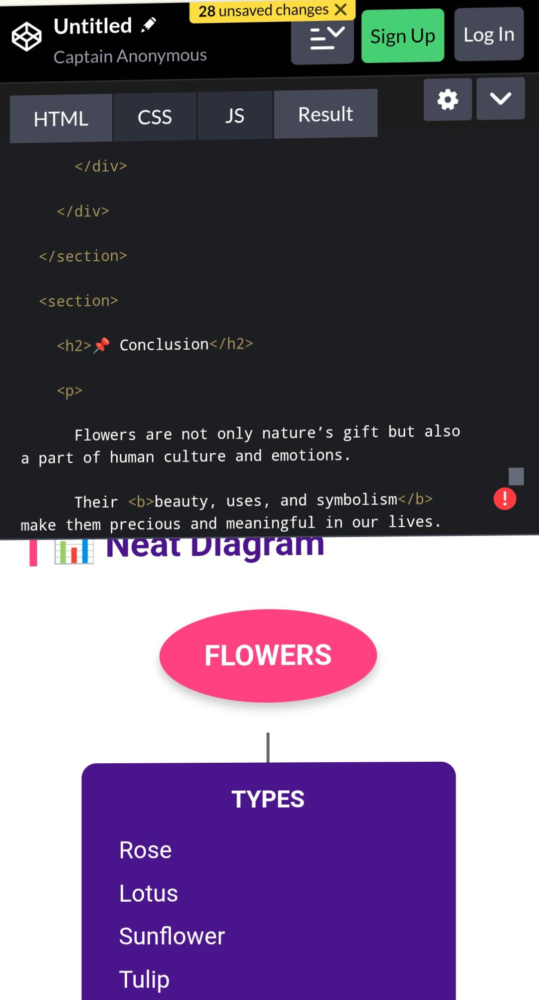 28 unsaved changes
Untitled
Captain Anonymous
Sign Up
Log In
HTML
CSS
JS
Result
</div>
</div>
</section>
<section>
<h2>📌 Conclusion</h2>
<p>
Flowers are not only nature’s gift but also
a part of human culture and emotions.
Their <b>beauty, uses, and symbolism</b>
make them precious and meaningful in our lives.
Neat Diagram
FLOWERS
TYPES
Rose
Lotus
Sunflower
Tulip